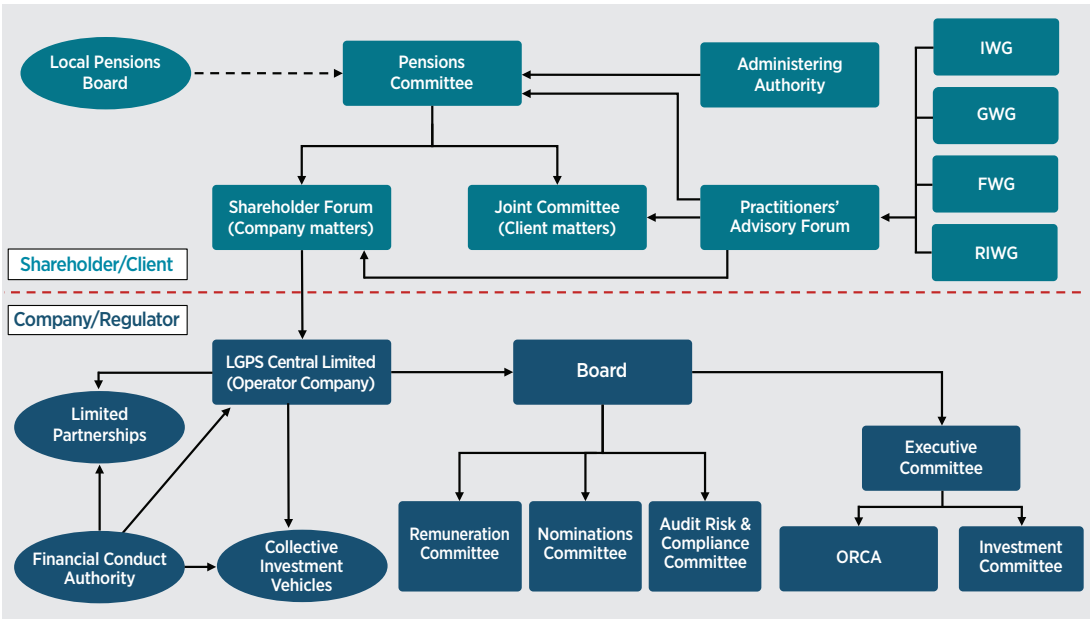 Local Pensions
Board
Pensions
Committee
Administering
Authority
IWG
GWG
FWG
RIWG
Shareholder Forum
(Company matters)
Joint Committee
(Client matters)
Practitioners’
Advisory Forum
Shareholder/Client
Company/Regulator
LGPS Central Limited
(Operator Company)
Board
Limited
Partnerships
Executive
Committee
Remuneration
Committee
Nominations
Committee
Audit Risk &
Compliance
Committee
ORCA
Investment
Committee
Financial Conduct
Authority
Collective
Investment
Vehicles